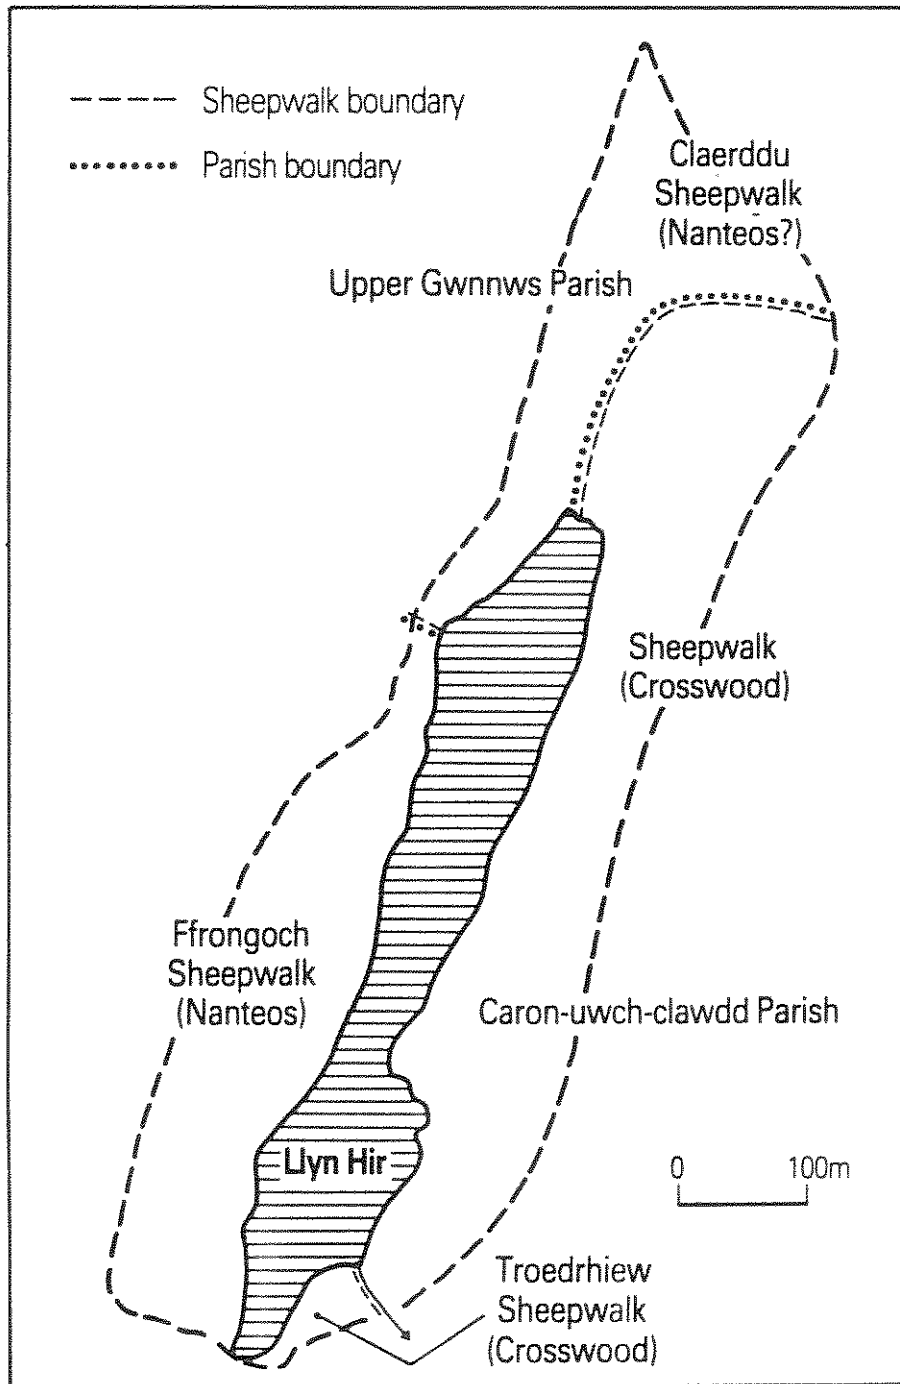 Sheepwalk boundary
Parish boundary
Claerddu
Sheepwalk
(Nanteos?)
Upper Gwnnws Parish
Sheepwalk
(Crosswood)
Ffrongoch
Sheepwalk
(Nanteos)
Caron-uwch-clawdd Parish
Llyn Hir
0 100m
Troedrhiew
Sheepwalk
(Crosswood)